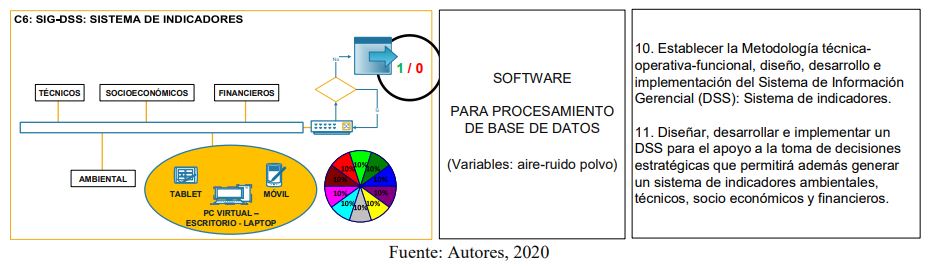 C6: SIG-DSS: SISTEMA DE INDICADORES
No
1 / 0
TÉCNICOS
SOCIOECONÓMICOS
FINANCIEROS
AMBIENTAL
TABLET
MÓVIL
PC VIRTUAL –
ESCRITORIO - LAPTOP
10%
10%
10%
10%
10%
10%
10%
10%
10%
10%
SOFTWARE
PARA PROCESAMIENTO
DE BASE DE DATOS
(Variables: aire-ruido polvo)
10. Establecer la Metodología técnica-
operativa-funcional, diseño, desarrollo e
implementación del Sistema de Información
Gerencial (DSS): Sistema de indicadores.
11. Diseñar, desarrollar e implementar un
DSS para el apoyo a la toma de decisiones
estratégicas que permitirá además generar
un sistema de indicadores ambientales,
técnicos, socio económicos y financieros.
Fuente: Autores, 2020